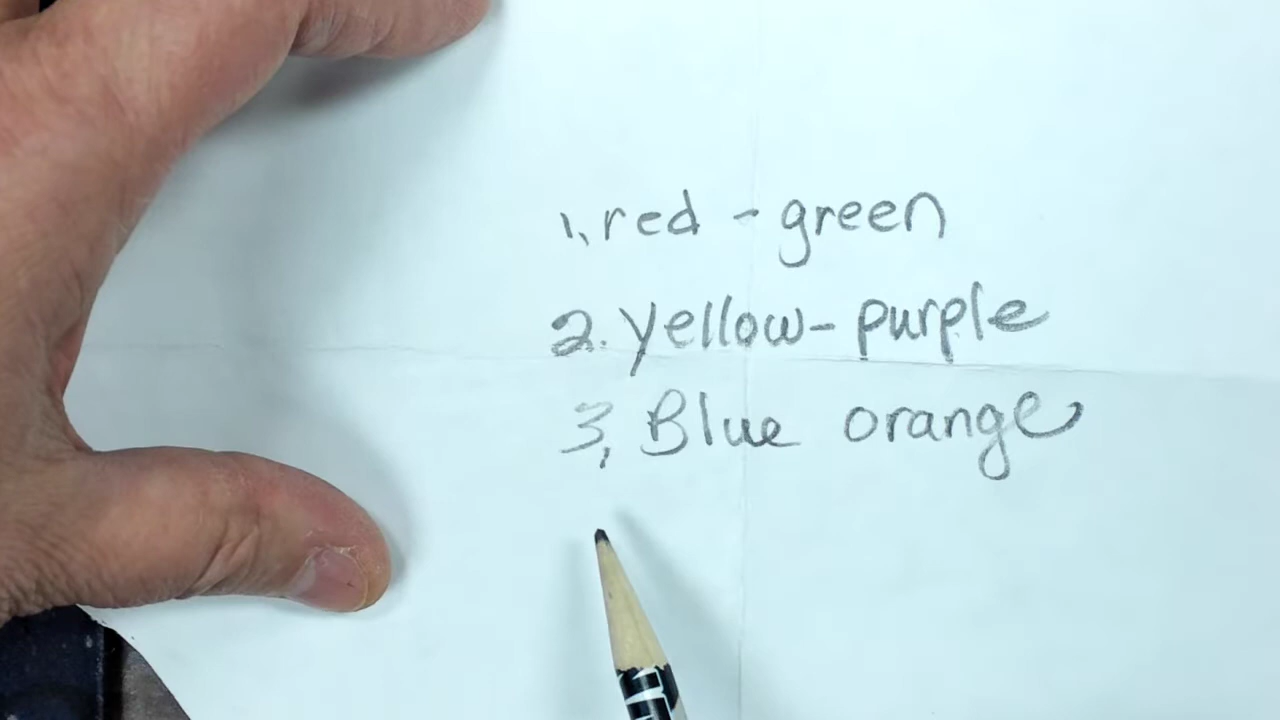 1. red - green
2. yellow - purple
3, Blue orange